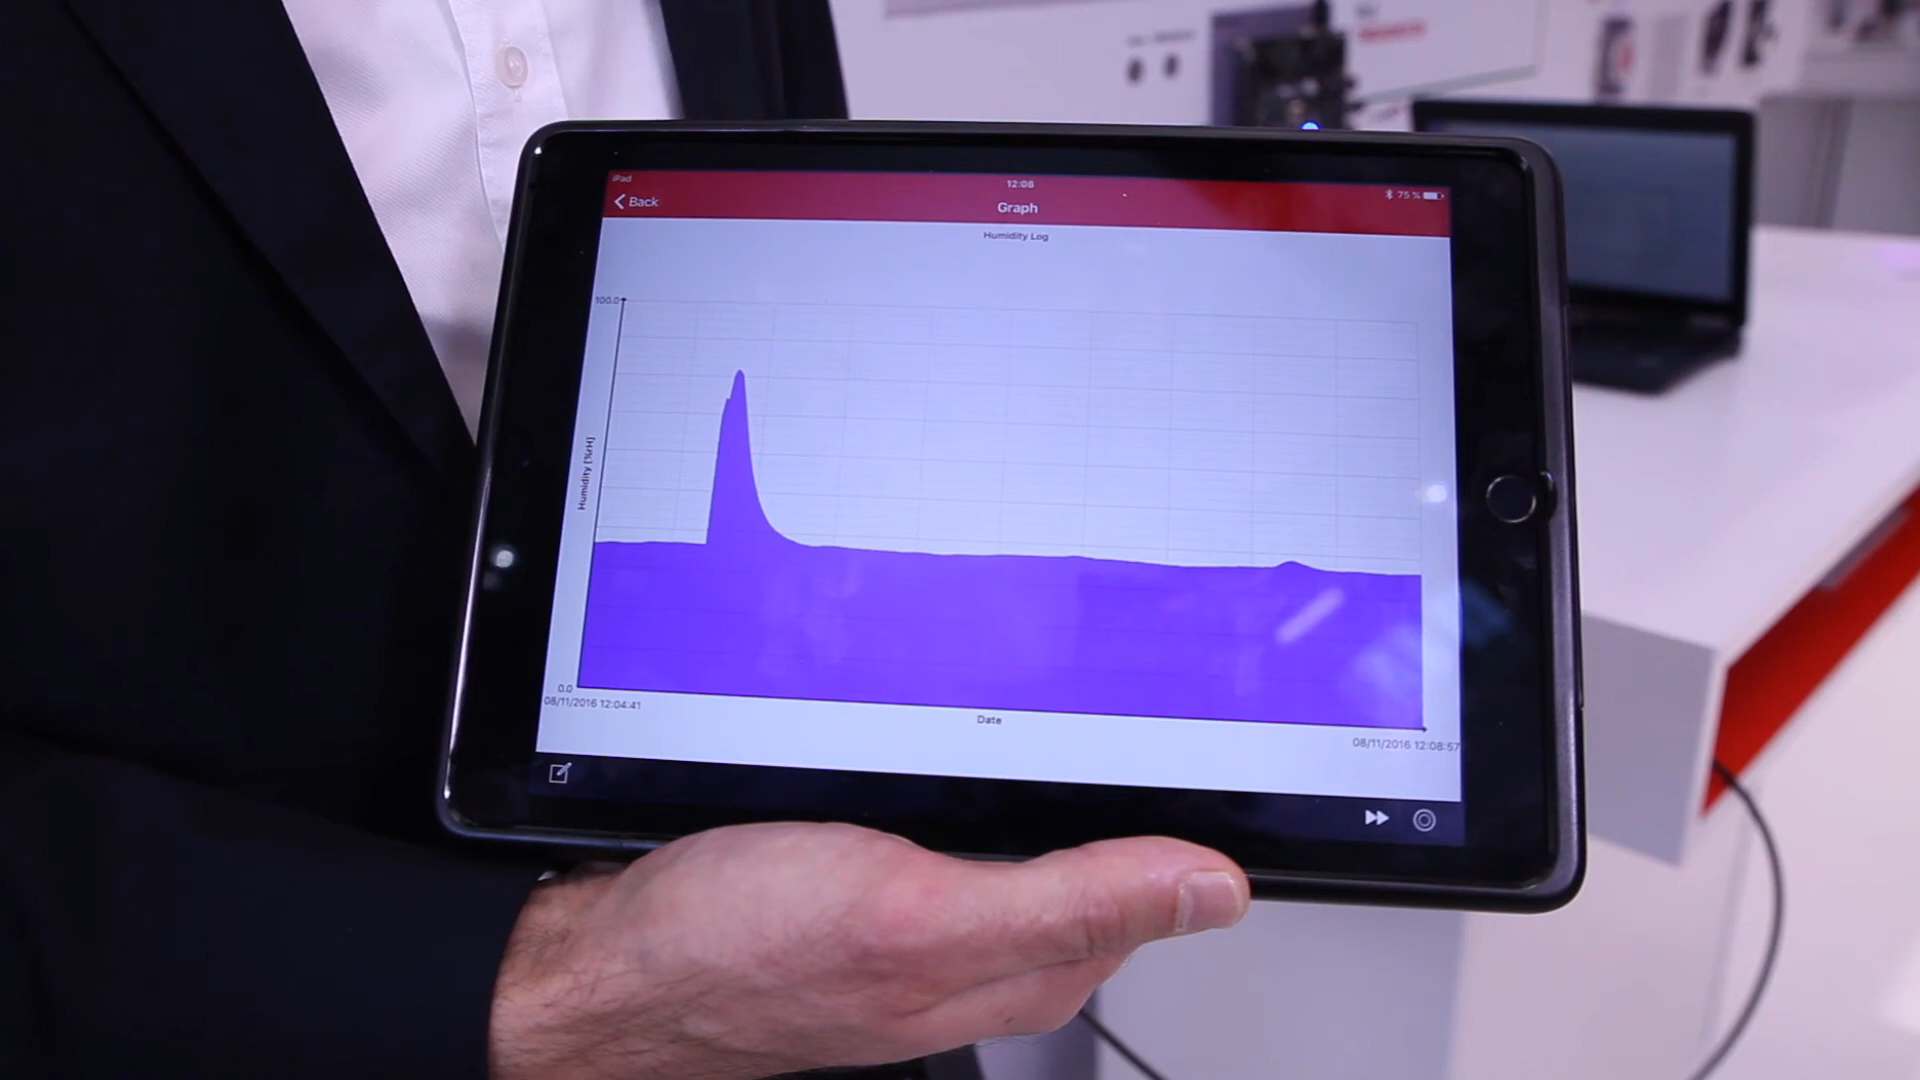 iPad
12:08
75 %
Back
Graph
Humidity Log
100.0
Humidity [%rH]
0.0
08/11/2016 12:04:41
Date
08/11/2016 12:08:57